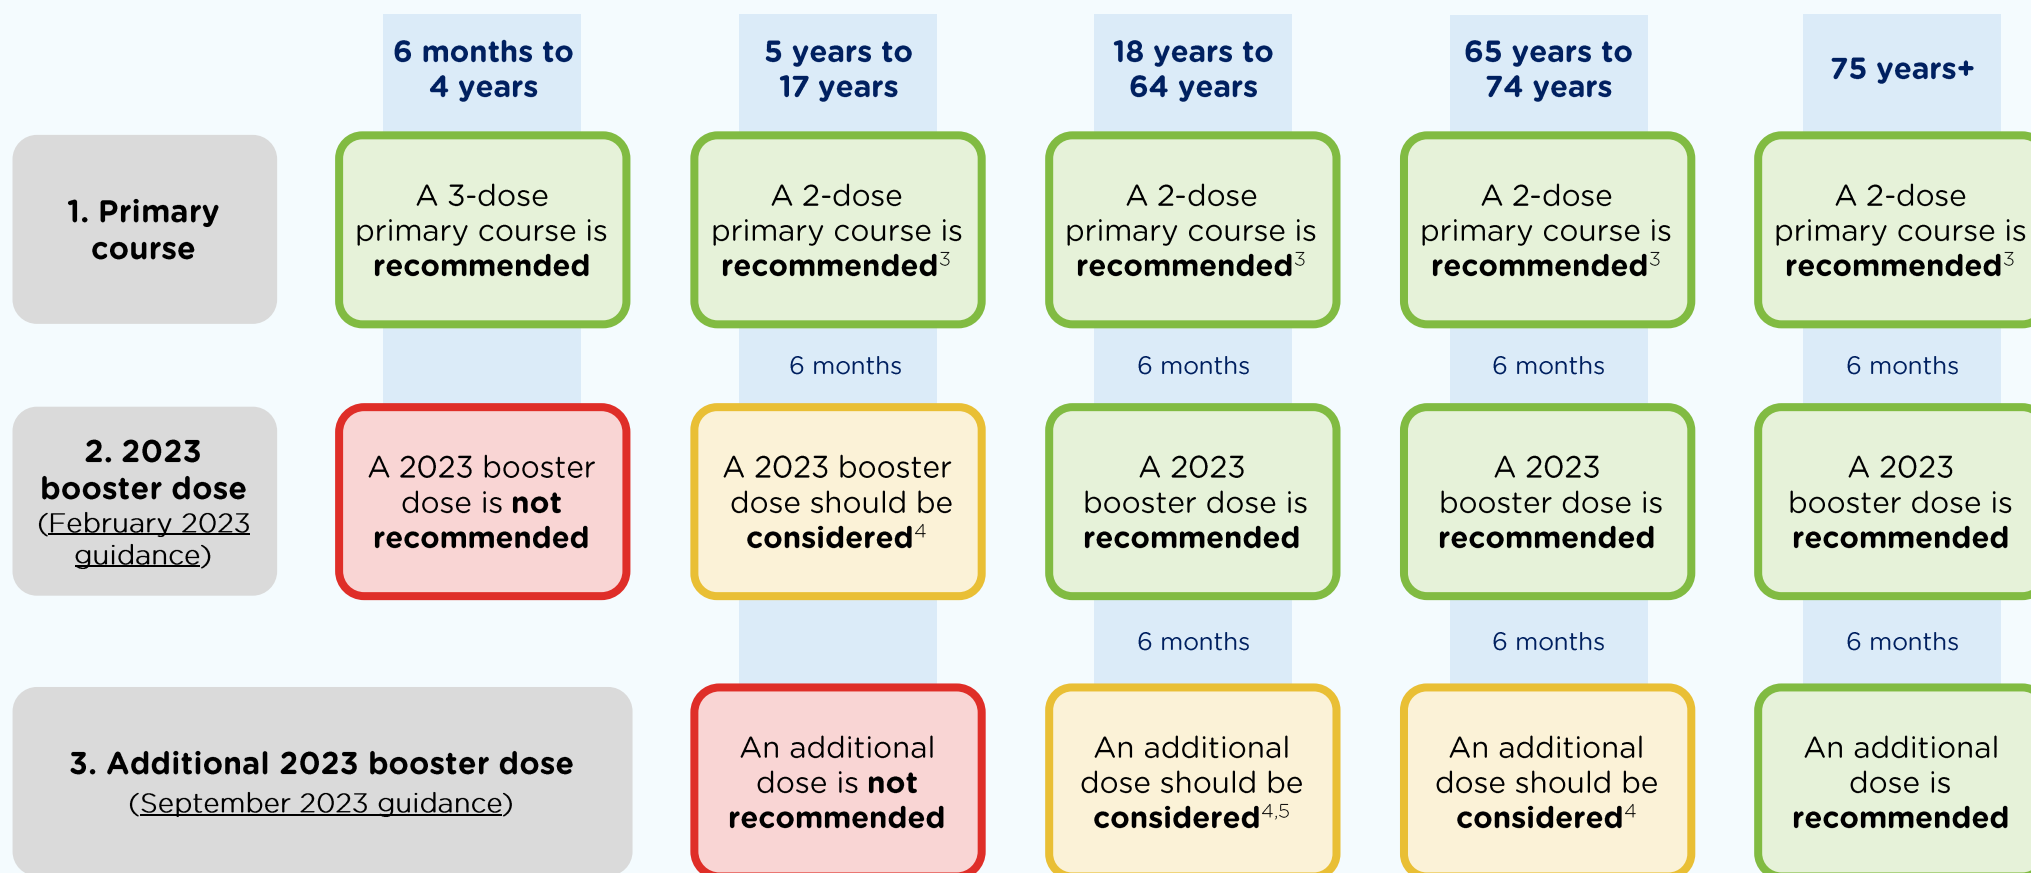 6 months to
4 years
5 years to
17 years
18 years to
64 years
65 years to
74 years
75 years+
1. Primary
course
A 3-dose
primary course is
recommended
A 2-dose
primary course is
recommended3
A 2-dose
primary course is
recommended3
A 2-dose
primary course is
recommended3
A 2-dose
primary course is
recommended3
6 months
6 months
6 months
6 months
2. 2023
booster dose
(February 2023
guidance)
A 2023 booster
dose is not
recommended
A 2023 booster
dose should be
considered4
A 2023
booster dose is
recommended
A 2023
booster dose is
recommended
A 2023
booster dose is
recommended
6 months
6 months
6 months
3. Additional 2023 booster dose
(September 2023 guidance)
An additional
dose is not
recommended
An additional
dose should be
considered4,5
An additional
dose should be
considered4
An additional
dose is
recommended